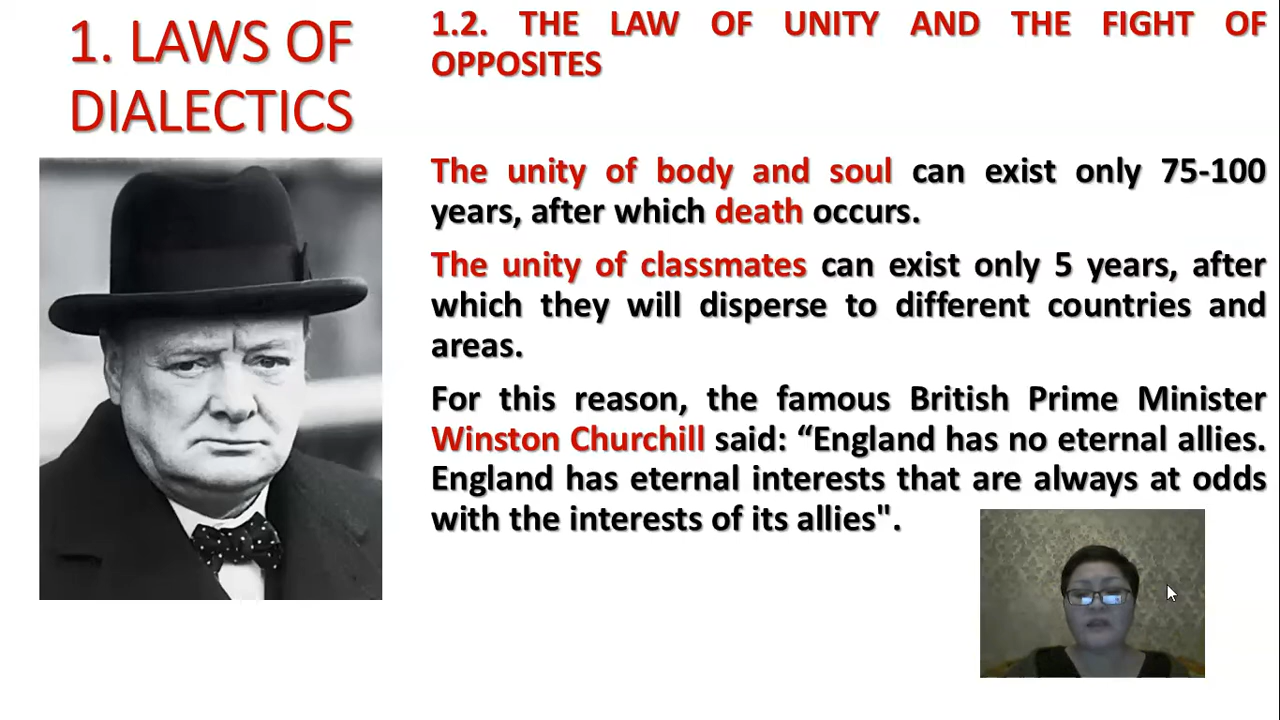 1. LAWS OF
DIALECTICS
1.2. THE LAW OF UNITY AND THE FIGHT OF
OPPOSITES
The unity of body and soul can exist only 75-100
years, after which death occurs.
The unity of classmates can exist only 5 years, after
which they will disperse to different countries and
areas.
For this reason, the famous British Prime Minister
Winston Churchill said: “England has no eternal allies.
England has eternal interests that are always at odds
with the interests of its allies".